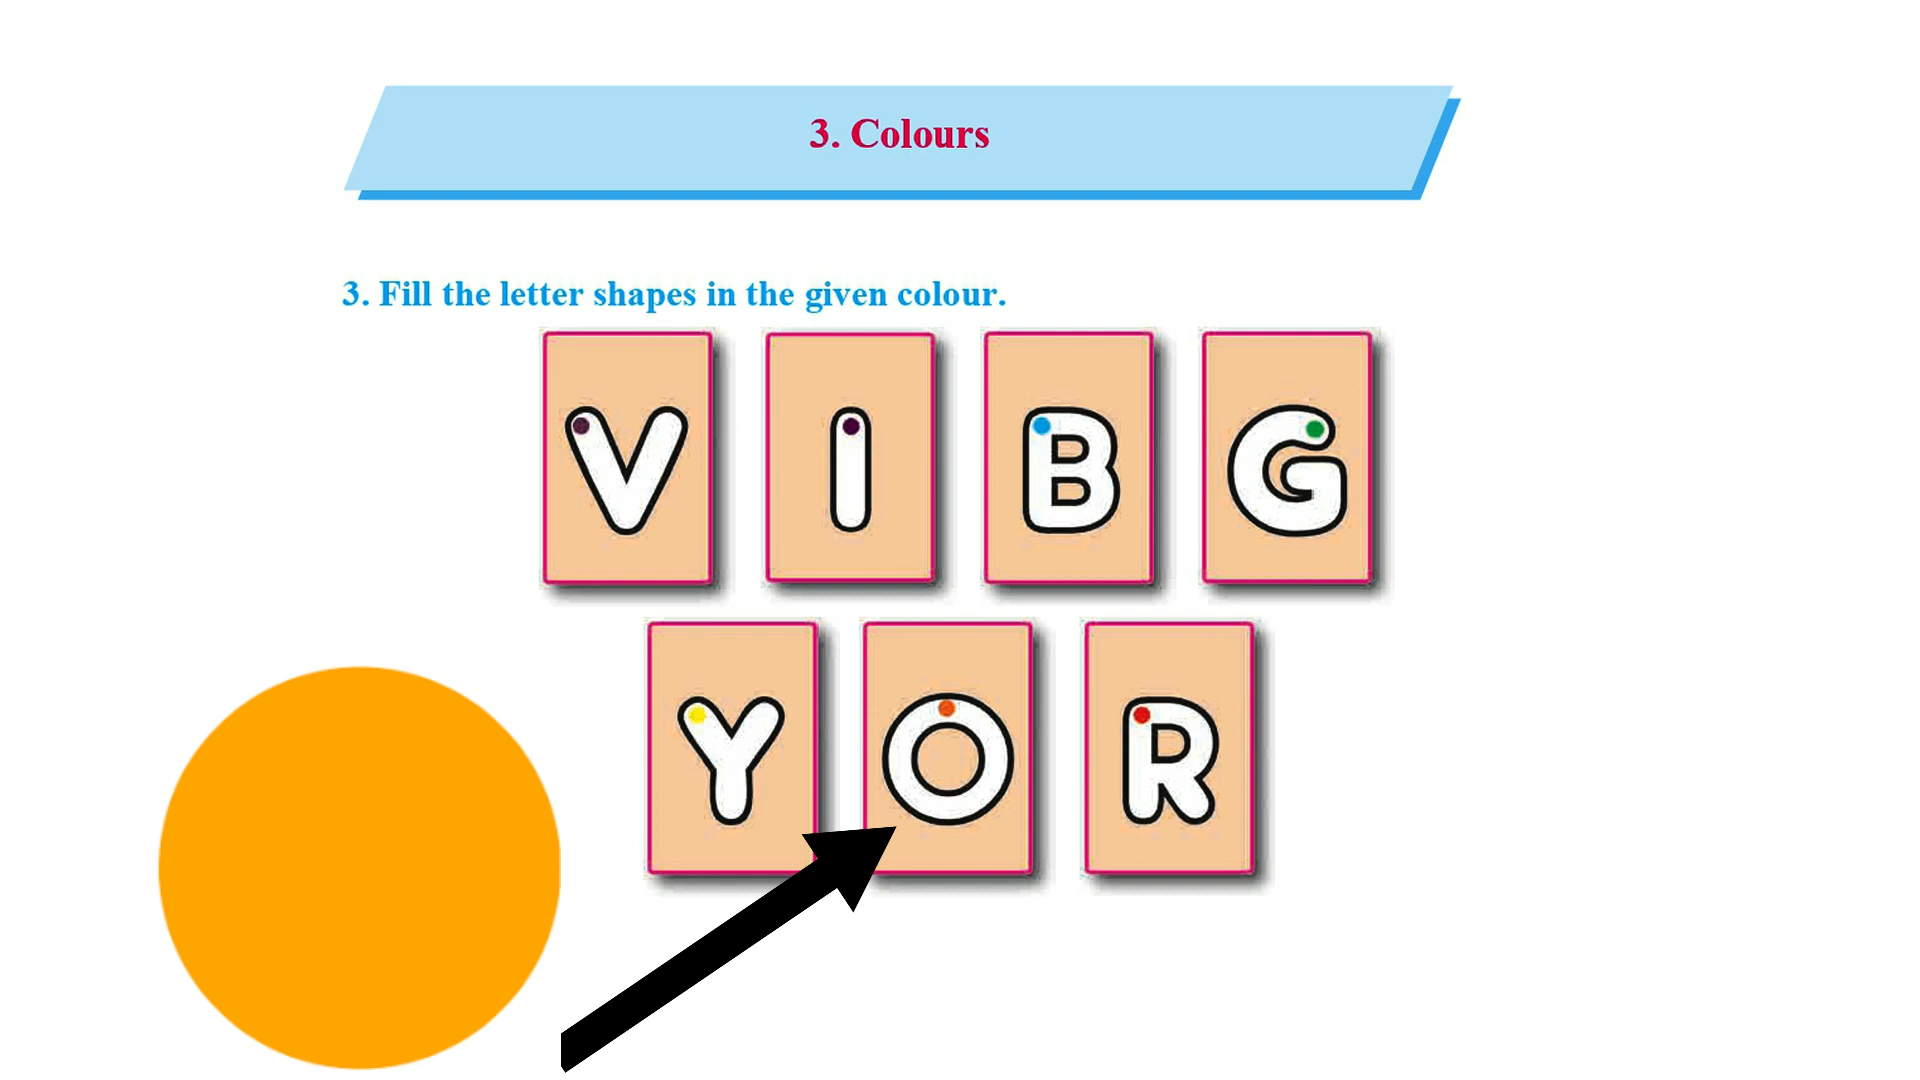 3. Colours
3. Fill the letter shapes in the given colour.
V I B G
Y O R